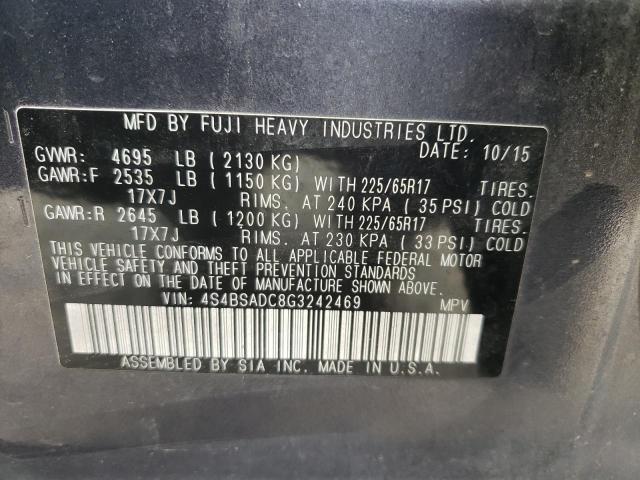 MFD BY FUJI HEAVY INDUSTRIES LTD.
DATE: 10/15
GVWR: 4695 LB ( 2130 KG)
GAWR:F 2535 LB ( 1150 KG) WITH 225/65R17 TIRES.
17X7J RIMS. AT 240 KPA ( 35 PSI) COLD
GAWR:R 2645 LB ( 1200 KG) WITH 225/65R17 TIRES.
17X7J RIMS. AT 230 KPA ( 33 PSI) COLD
THIS VEHICLE CONFORMS TO ALL APPLICABLE FEDERAL MOTOR
VEHICLE SAFETY AND THEFT PREVENTION STANDARDS
IN EFFECT ON THE DATE OF MANUFACTURE SHOWN ABOVE.
VIN: 4S4BSADC8G3242469 MPV
ASSEMBLED BY SIA INC. MADE IN U.S.A.